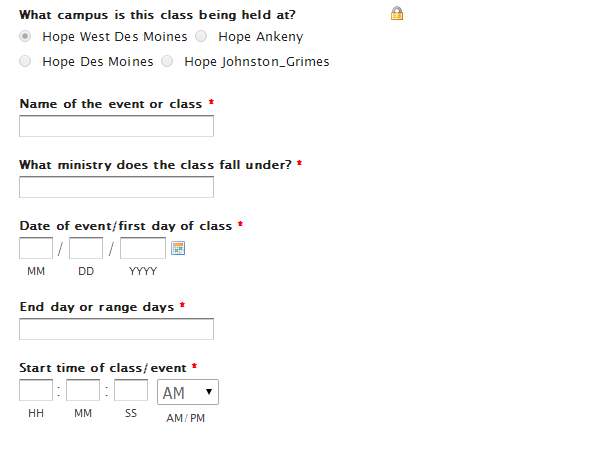 What campus is this class being held at?
Hope West Des Moines Hope Ankeny
Hope Des Moines Hope Johnston_Grimes
Name of the event or class *
What ministry does the class fall under? *
Date of event/first day of class *
/ /
MM DD YYYY
End day or range days *
Start time of class/event *
: : AM
HH MM SS AM/PM